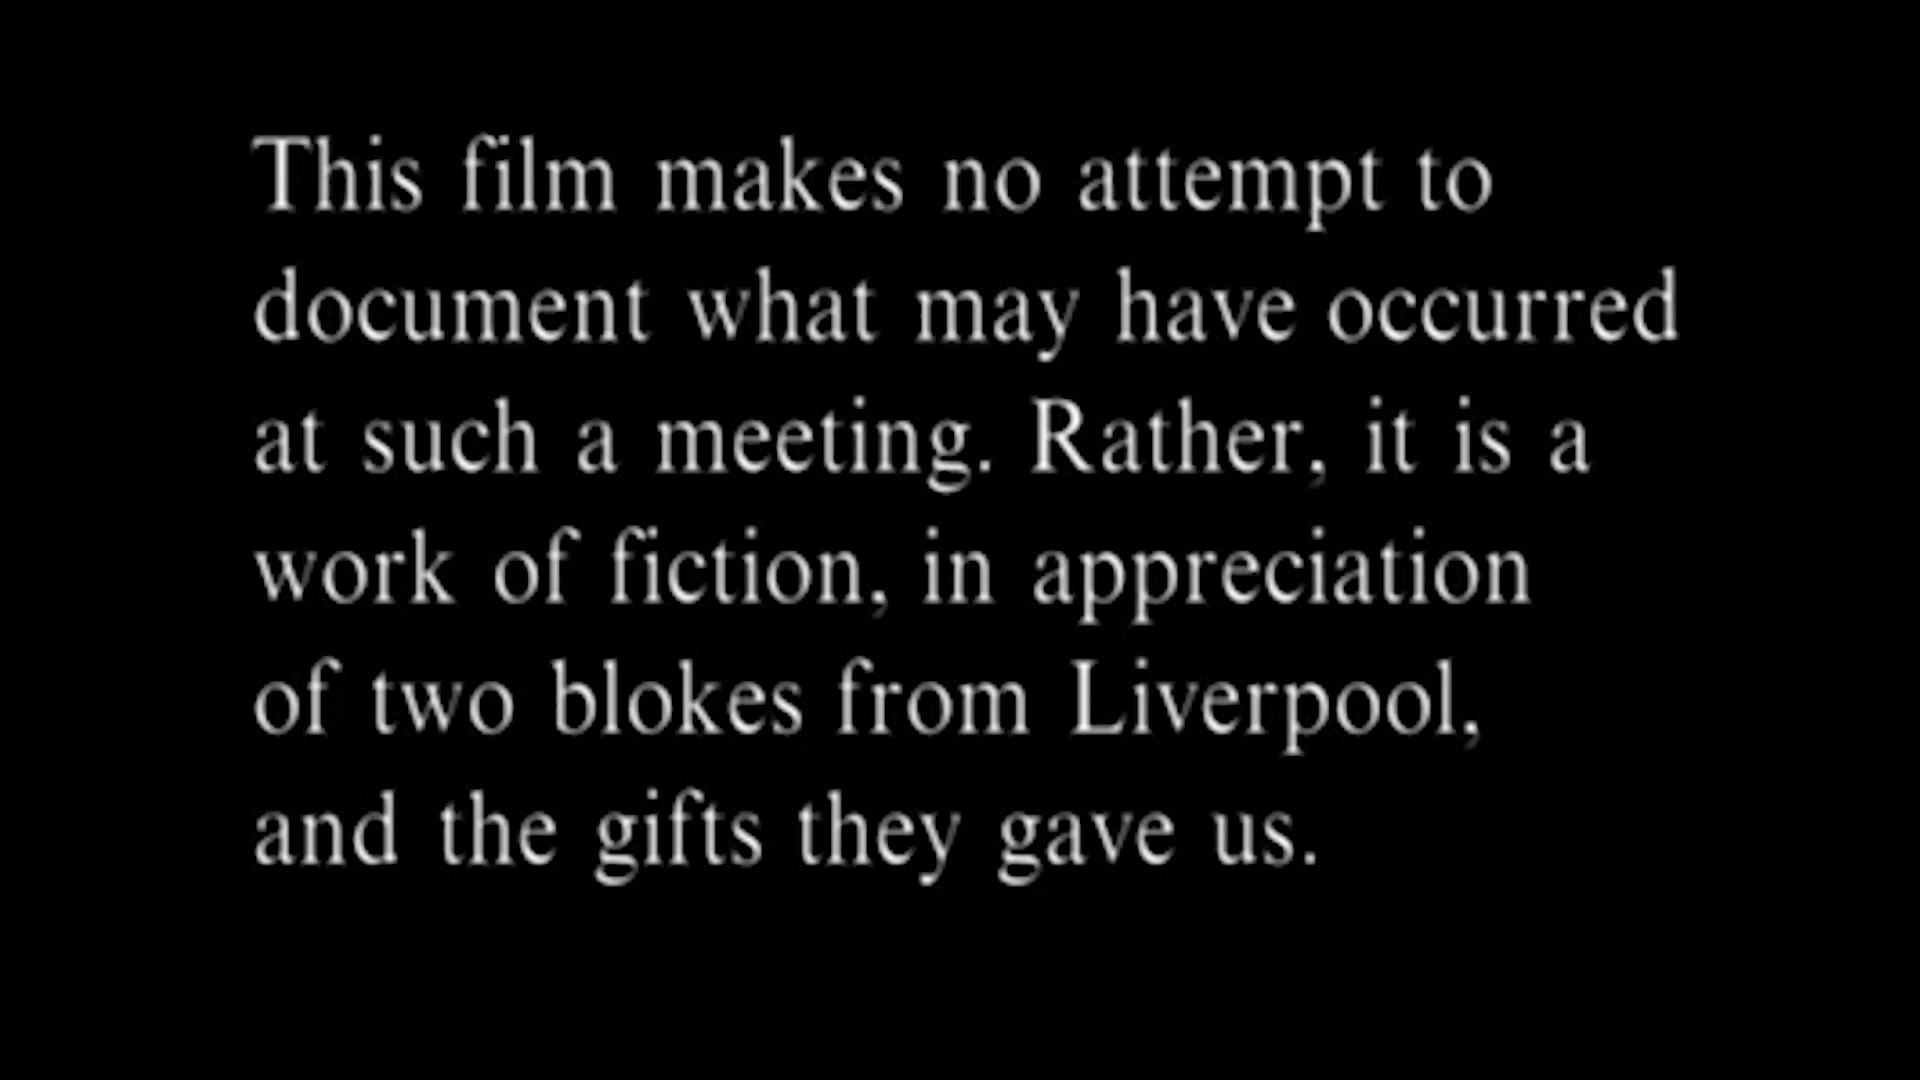 This film makes no attempt to
document what may have occurred
at such a meeting. Rather, it is a
work of fiction, in appreciation
of two blokes from Liverpool,
and the gifts they gave us.